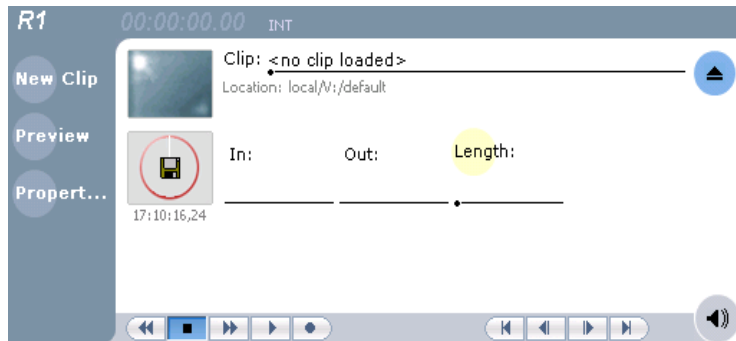 R1 00:00:00.00 INT
New Clip
Clip: <no clip loaded>
Location: local/V:/default
Preview
In: Out: Length:
Propert...
17:10:16,24